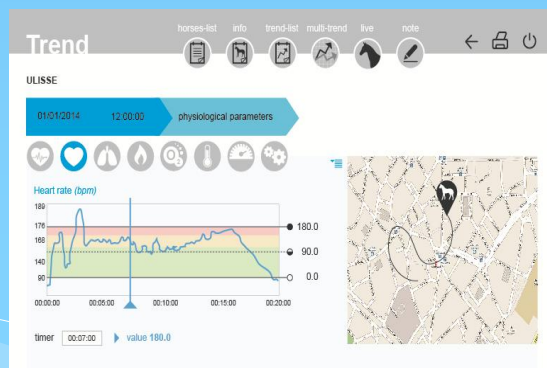 horses-list info trend-list multi-trend live note
Trend
ULISSE
01/01/2014 12:00:00 physiological parameters
Heart rate (bpm)
189
176
168
140
90
180.0
90.0
0.0
00:00:00 00:05:00 00:10:00 00:15:00 00:20:00
timer 00:07:00 value 180.0